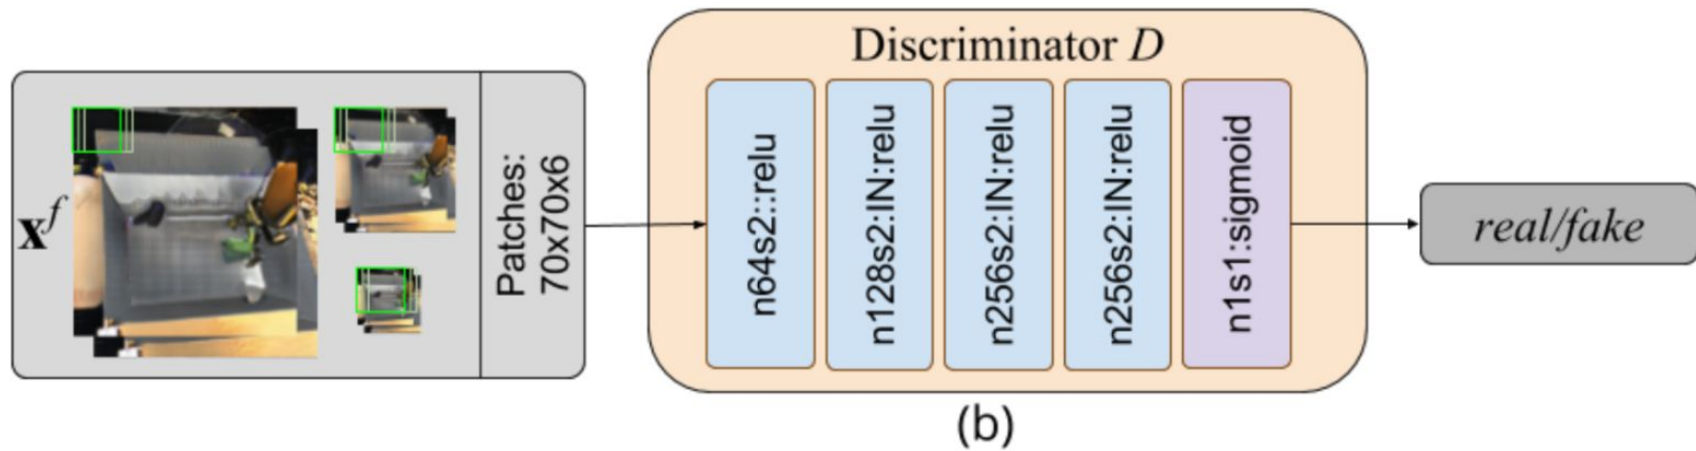 x^f
Patches:
70x70x6
Discriminator D
n64s2::relu
n128s2:IN:relu
n256s2:IN:relu
n256s2:IN:relu
n1s1:sigmoid
real/fake
(b)